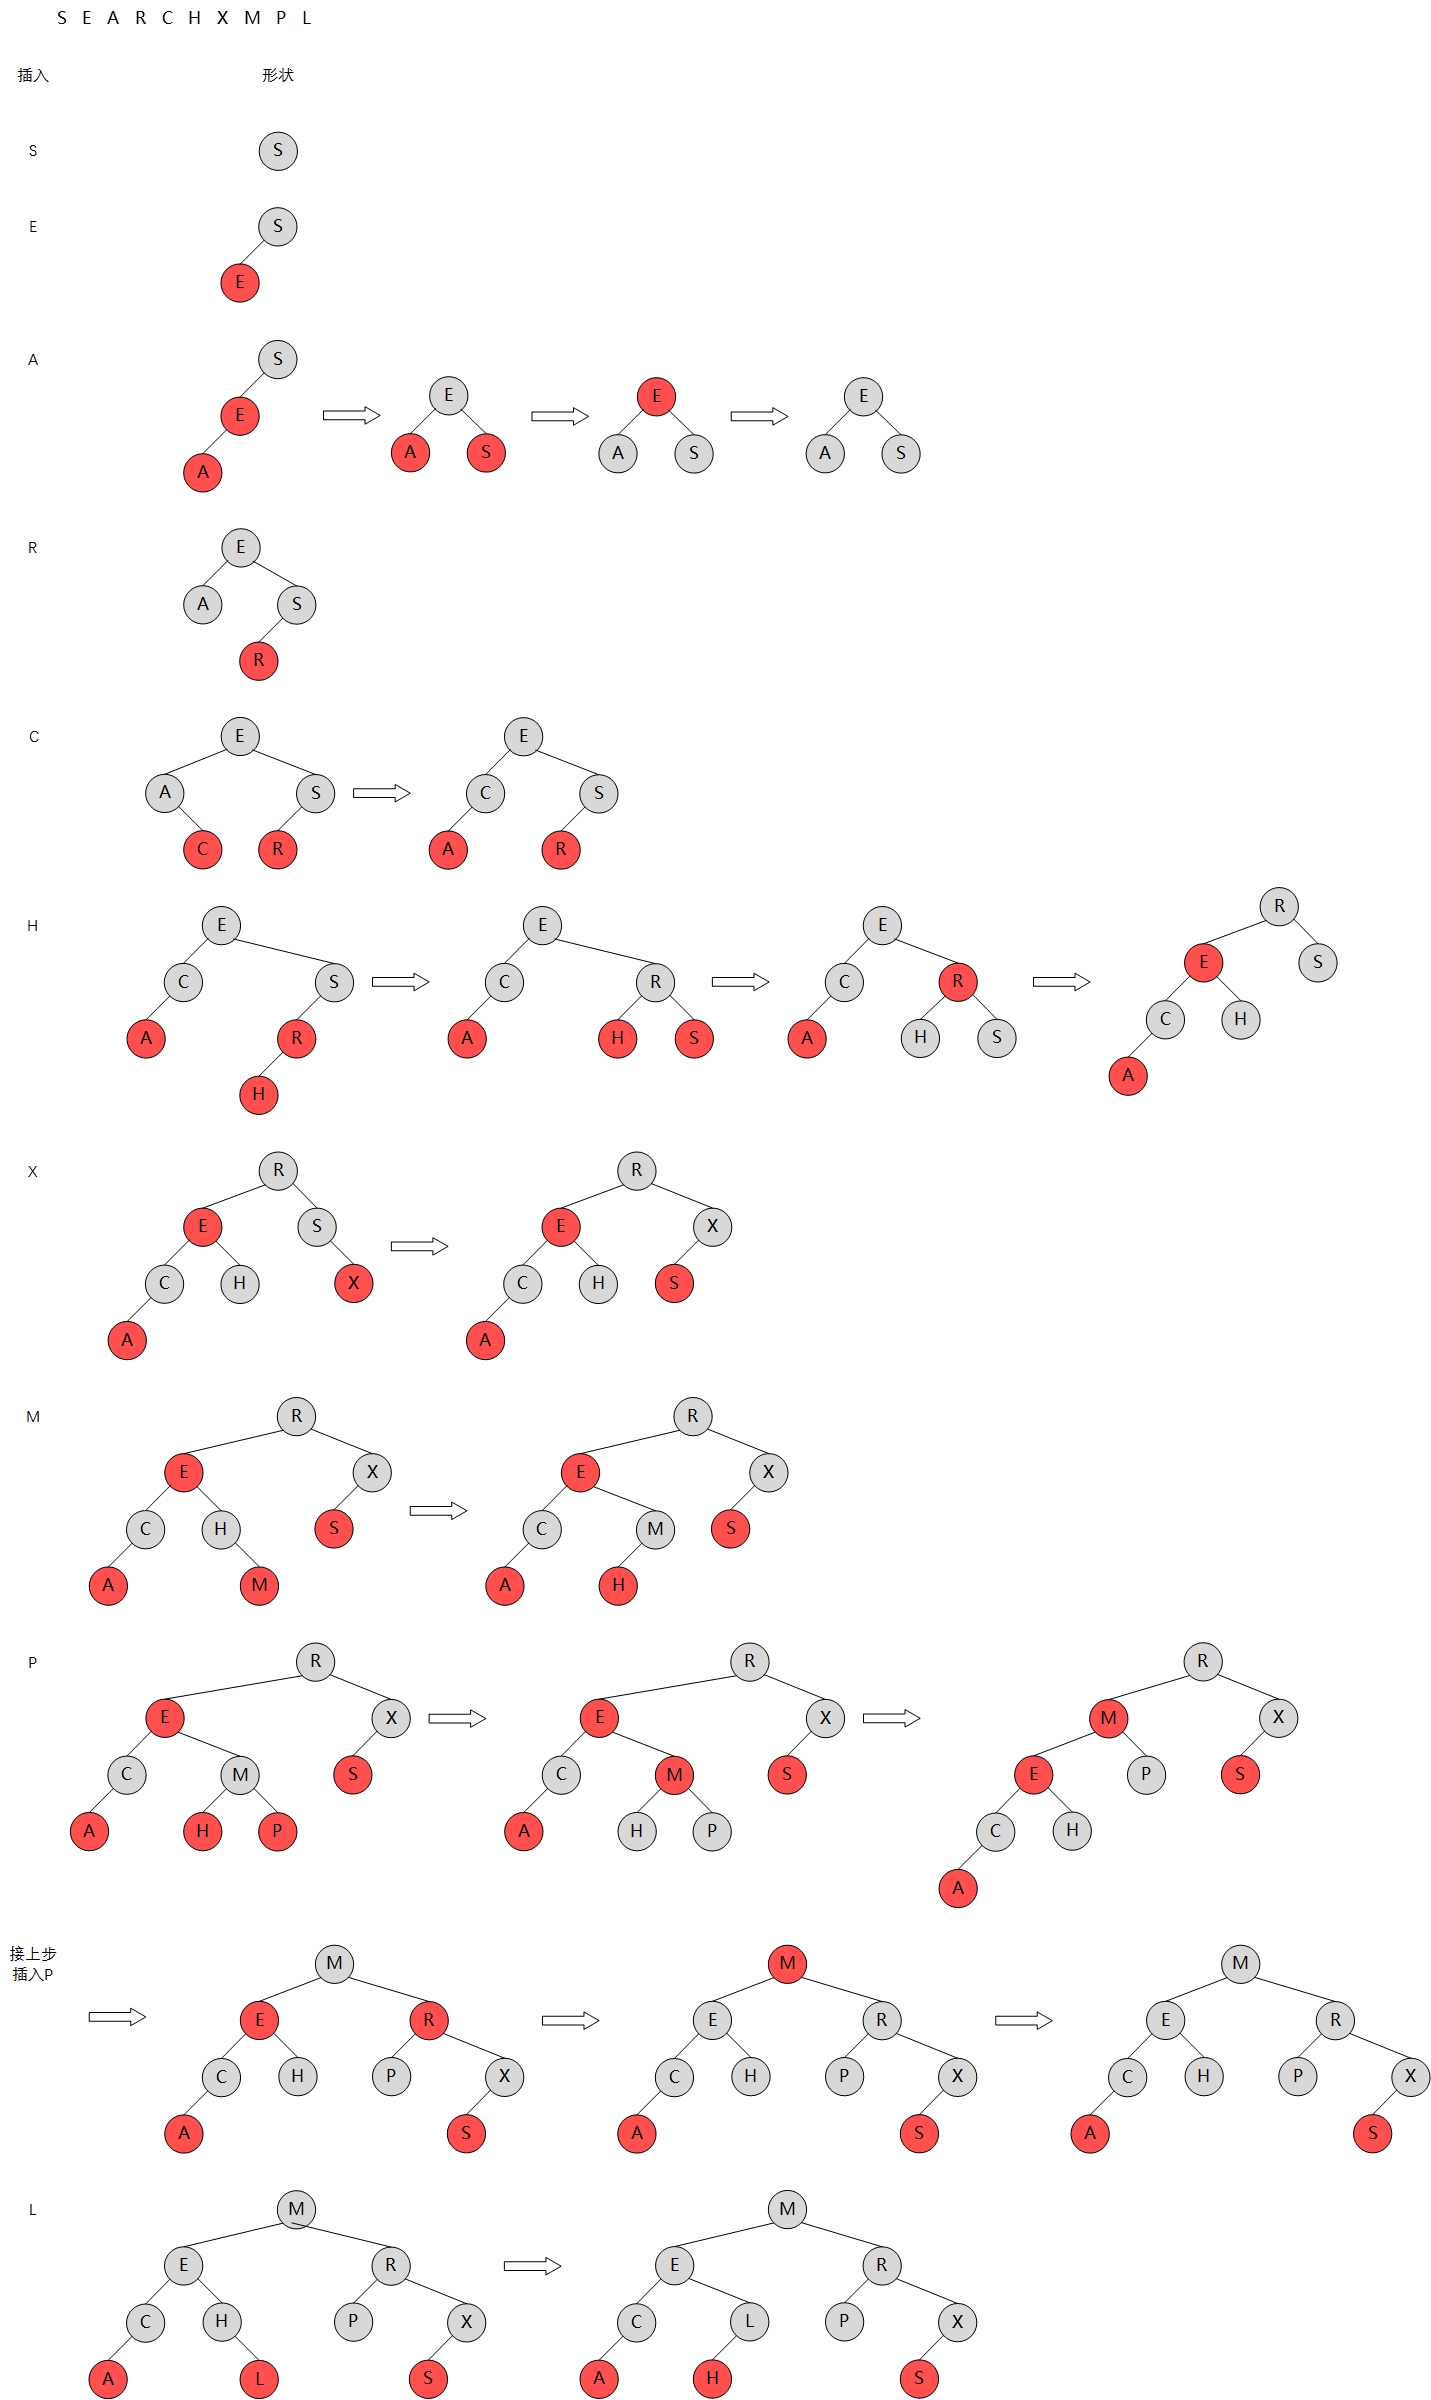 S E A R C H X M P L
插入 形状
S S
E S
E
A S
E E E E
A A S A S A S
R E
A S
R
C E E
A S C S
C R A R
H E E E R
C S C R C R E S
A R A H S A H S C H
H A
X R R
E S E X
C H X C H S
A A
M R R
E X E X
C H S C M S
A M A H
P R R R
E X E X M X
C M S C M S E P S
A H P A H P C H
A
接上步
插入P
M M M
E R E R E R
C H P X C H P X C H P X
A S A S A S
L M M
E R E R
C H P X C L P X
A L S A H S